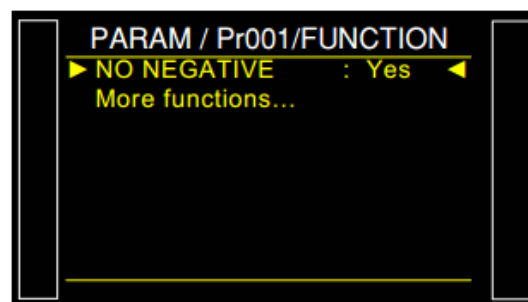 PARAM / Pr001/FUNCTION
► NO NEGATIVE : Yes ◄
More functions...